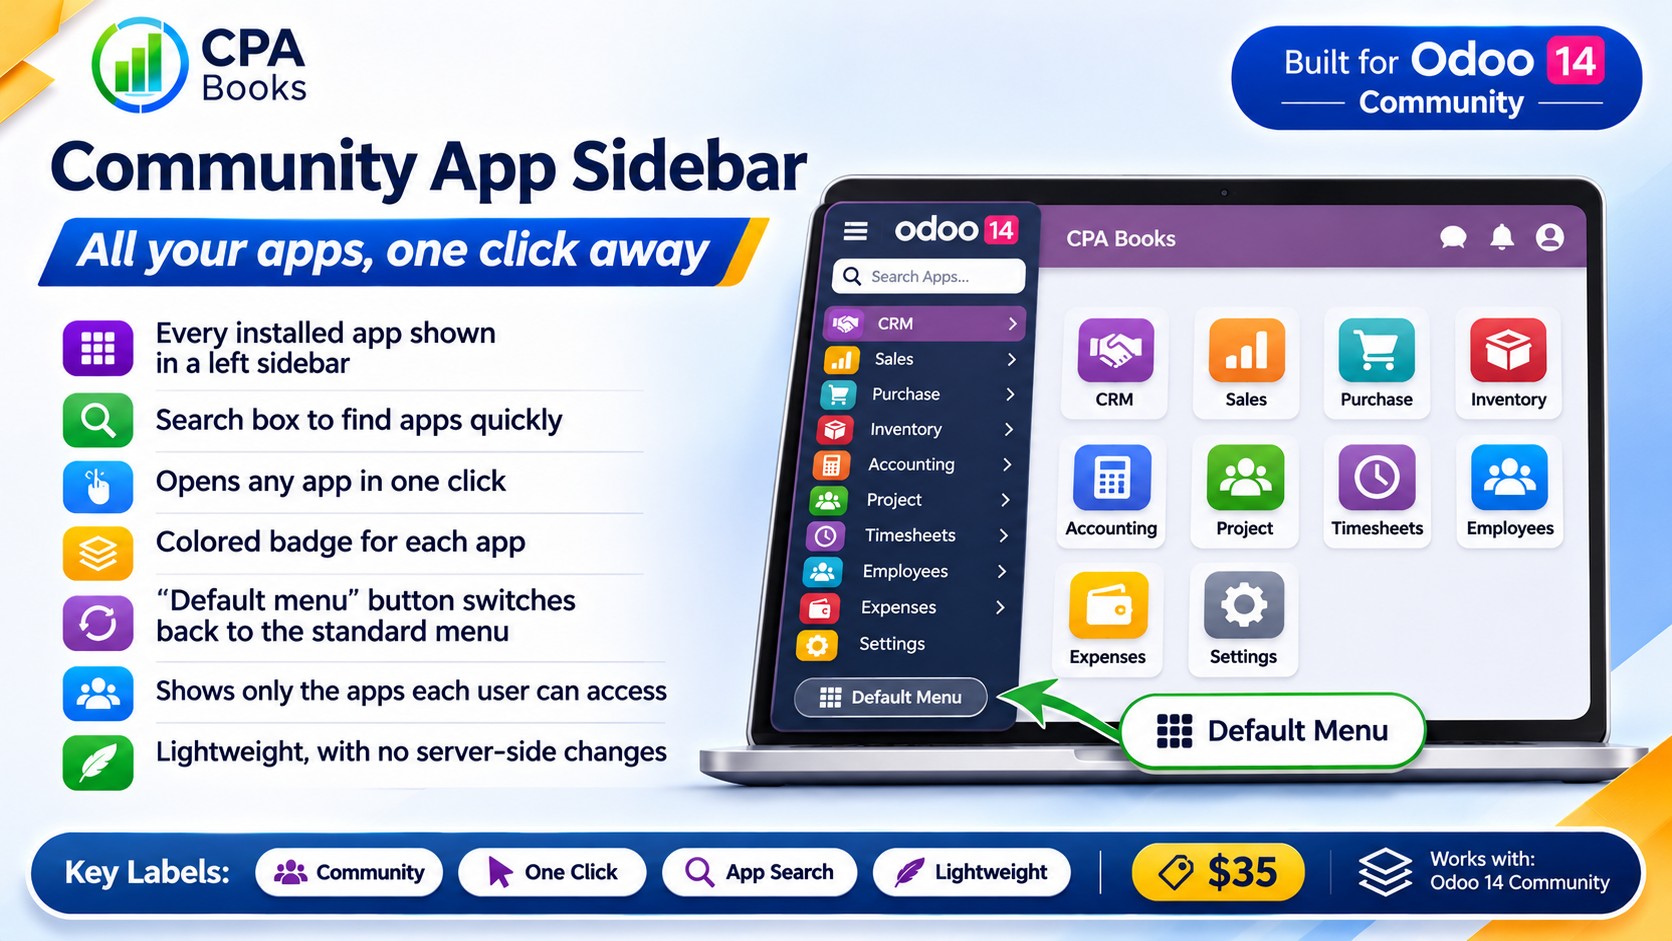 CPA
Books
Built for Odoo 14
Community
Community App Sidebar
All your apps, one click away
Every installed app shown
in a left sidebar
Search box to find apps quickly
Opens any app in one click
Colored badge for each app
“Default menu” button switches
back to the standard menu
Shows only the apps each user can access
Lightweight, with no server-side changes
odoo 14
Search Apps...
CRM
Sales
Purchase
Inventory
Accounting
Project
Timesheets
Employees
Expenses
Settings
Default Menu
CPA Books
CRM
Sales
Purchase
Inventory
Accounting
Project
Timesheets
Employees
Expenses
Settings
Default Menu
Key Labels:
Community
One Click
App Search
Lightweight
$35
Works with:
Odoo 14 Community